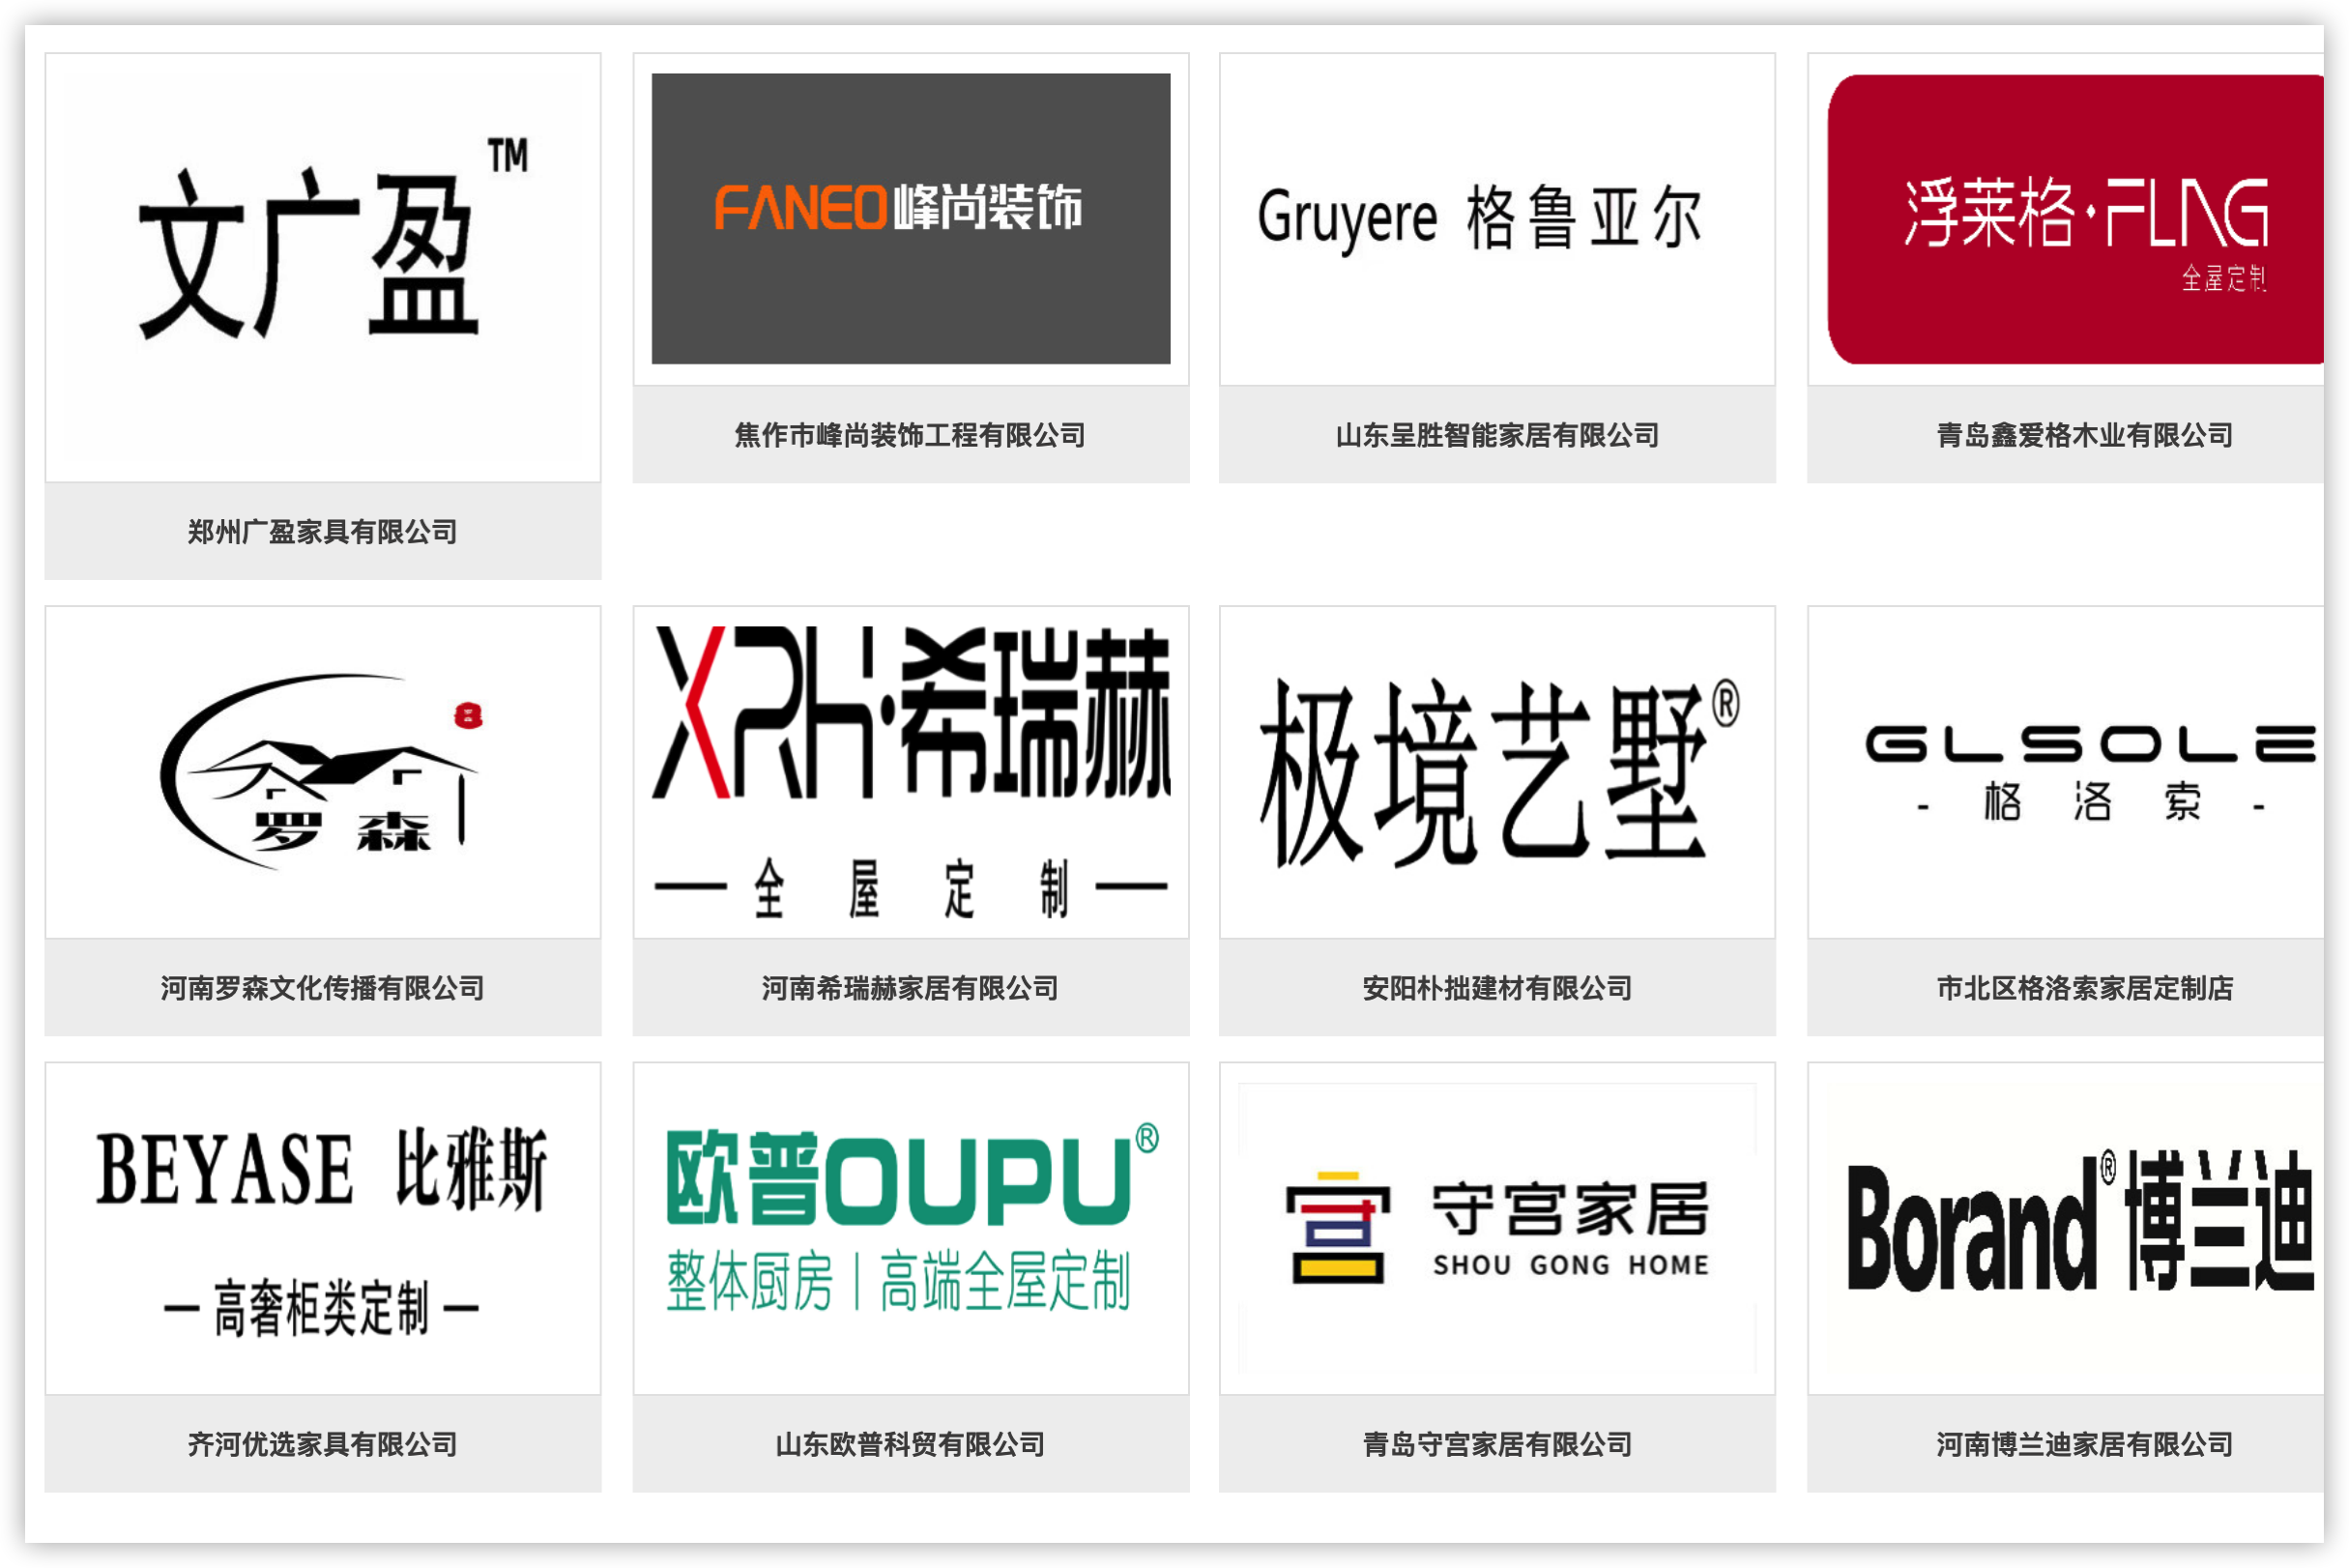 文广盈 TM
郑州广盈家具有限公司
FANEO峰尚装饰
焦作市峰尚装饰工程有限公司
Gruyere 格鲁亚尔
山东呈胜智能家居有限公司
浮莱格·FLNG
全屋定制
青岛鑫爱格木业有限公司
罗森
河南罗森文化传播有限公司
XRH·希瑞赫
全屋定制
河南希瑞赫家居有限公司
极境艺墅®
安阳朴拙建材有限公司
GLSOLE
- 格洛索 -
市北区格洛索家居定制店
BEYASE 比雅斯
— 高奢柜类定制 —
齐河优选家具有限公司
欧普OUPU®
整体厨房 | 高端全屋定制
山东欧普科贸有限公司
守宫家居
SHOU GONG HOME
青岛守宫家居有限公司
Borand®博兰迪
河南博兰迪家居有限公司